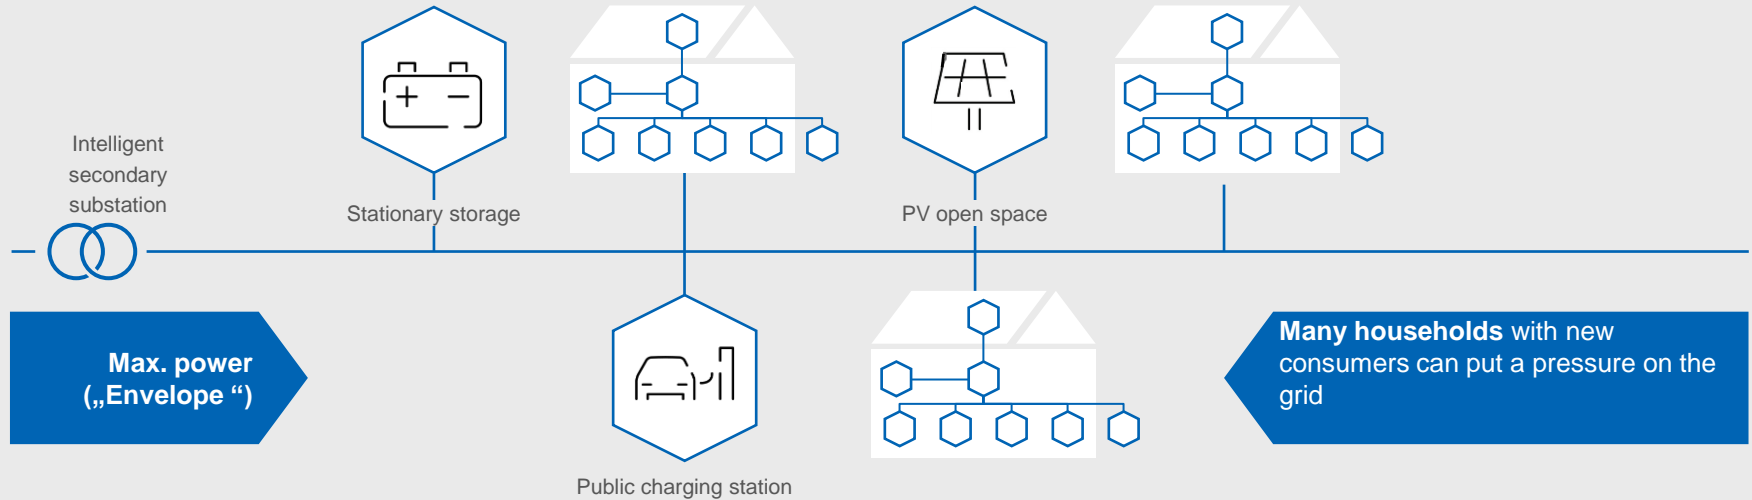 Intelligent
secondary
substation
Stationary storage
PV open space
Max. power
(„Envelope “)
Public charging station
Many households with new
consumers can put a pressure on the
grid